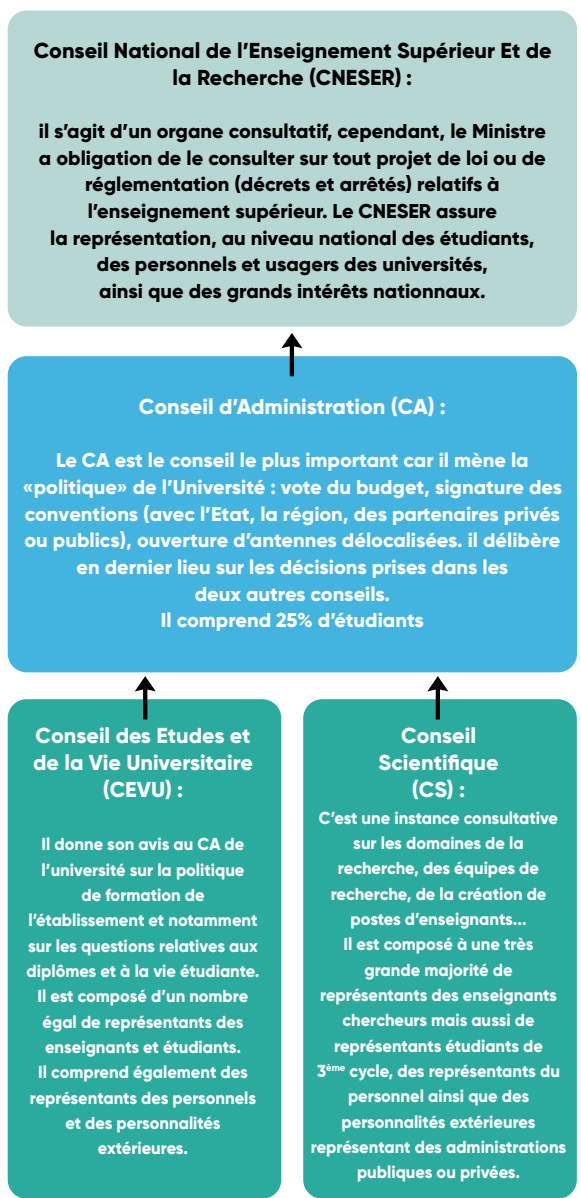 Conseil National de l’Enseignement Supérieur Et de
la Recherche (CNESER) :
il s’agit d’un organe consultatif, cependant, le Ministre
a obligation de le consulter sur tout projet de loi ou de
réglementation (décrets et arrêtés) relatifs à
l’enseignement supérieur. Le CNESER assure
la représentation, au niveau national des étudiants,
des personnels et usagers des universités,
ainsi que des grands intérêts nationnaux.
Conseil d’Administration (CA) :
Le CA est le conseil le plus important car il mène la
«politique» de l’Université : vote du budget, signature des
conventions (avec l’Etat, la région, des partenaires privés
ou publics), ouverture d’antennes délocalisées. il délibère
en dernier lieu sur les décisions prises dans les
deux autres conseils.
Il comprend 25% d’étudiants
Conseil des Etudes et
de la Vie Universitaire
(CEVU) :
Il donne son avis au CA de
l’université sur la politique
de formation de
l’établissement et notamment
sur les questions relatives aux
diplômes et à la vie étudiante.
Il est composé d’un nombre
égal de représentants des
enseignants et étudiants.
Il comprend également des
représentants des personnels
et des personnalités
extérieures.
Conseil
Scientifique
(CS) :
C’est une instance consultative
sur les domaines de la
recherche, des équipes de
recherche, de la création de
postes d’enseignants...
Il est composé à une très
grande majorité de
représentants des enseignants
chercheurs mais aussi de
représentants étudiants de
3ème cycle, des représentants du
personnel ainsi que des
personalités extérieures
représentant des administrations
publiques ou privées.